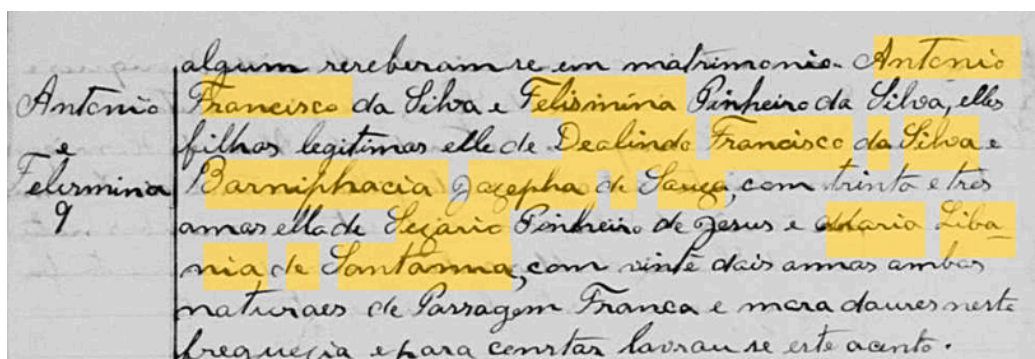 algum rereberam se em matrimonio. Antonio
Antonio
Francisco da Silva e Felismina Pinheiro da Silva, elles
e
filhos legitimos elle de Dealindo Francisco da Silva e
Felismina
Barniphacia Jozepha de Souza, com trinta e tres
9
annos ella de Sezario Pinheiro de Jesus e Maria Liba-
nia de Santanna, com vinte dois annos ambos
naturaes de Passagem Franca e moradoures neste
freguezia e para constar lavrou se este acento.